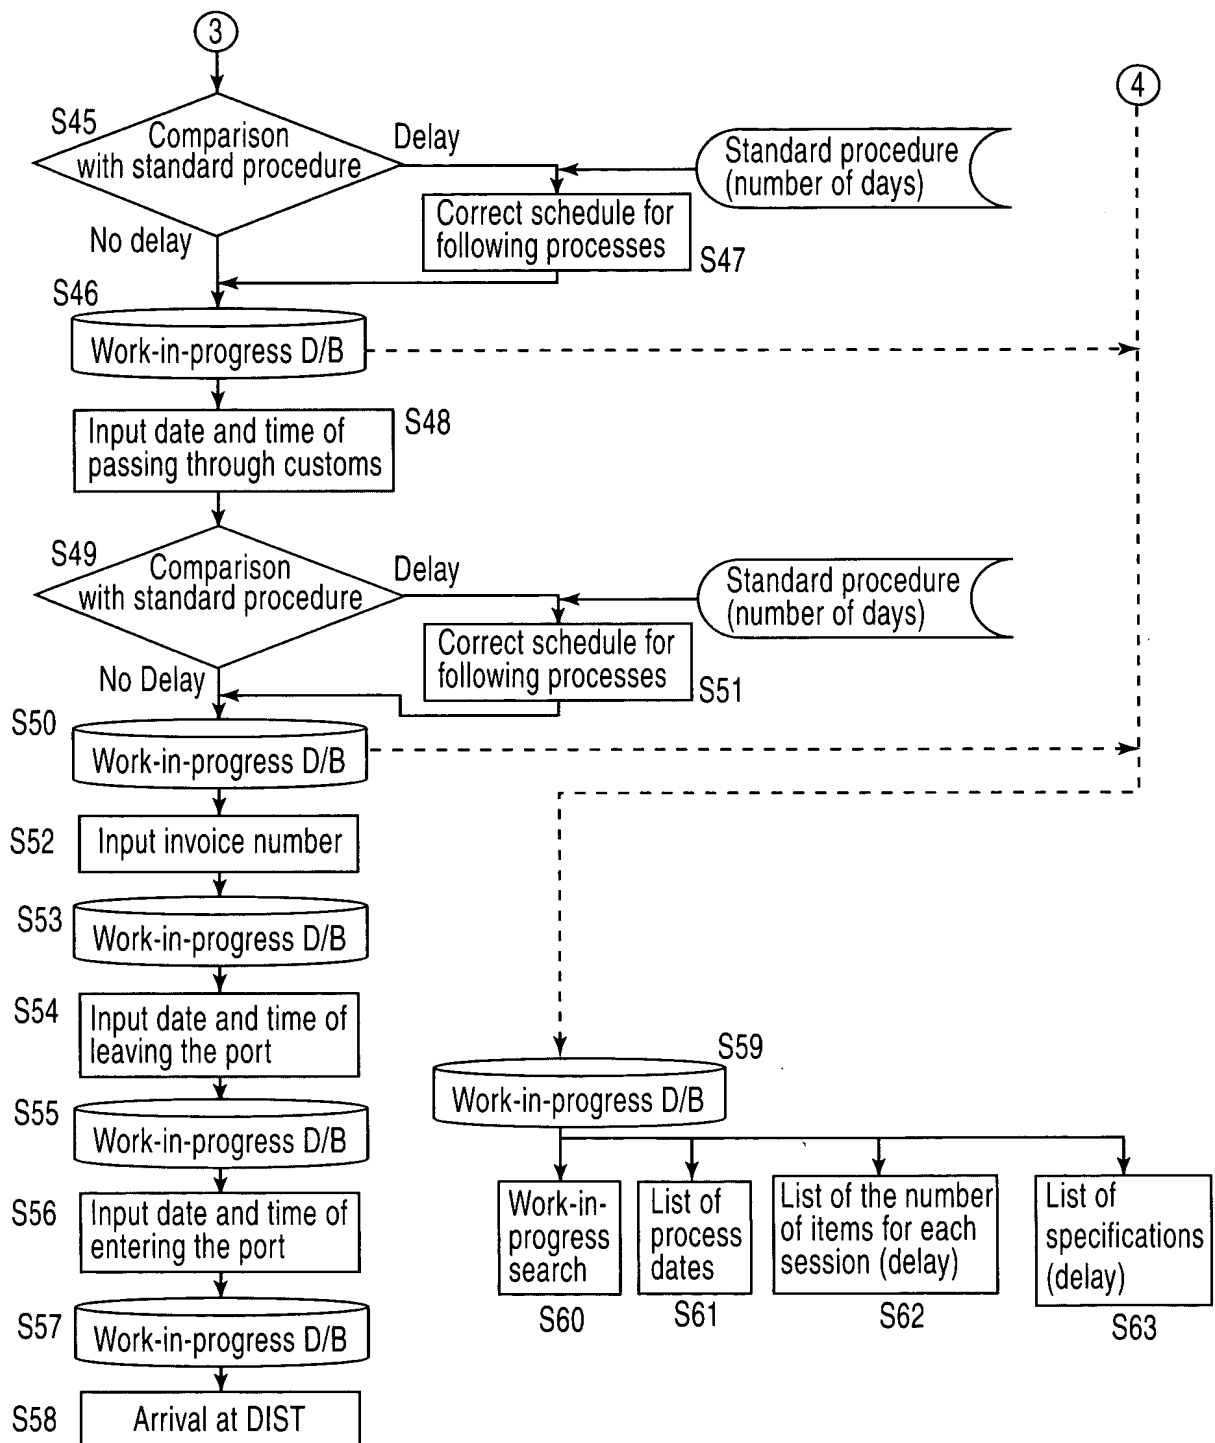 3
4
S45
Comparison
with standard procedure
Delay
Standard procedure
(number of days)
Correct schedule for
following processes
S47
No delay
S46
Work-in-progress D/B
S48
Input date and time of
passing through customs
S49
Comparison
with standard procedure
Delay
Standard procedure
(number of days)
Correct schedule for
following processes
S51
No Delay
S50
Work-in-progress D/B
S52
Input invoice number
S53
Work-in-progress D/B
S54
Input date and time of
leaving the port
S55
Work-in-progress D/B
S56
Input date and time of
entering the port
S57
Work-in-progress D/B
S58
Arrival at DIST
S59
Work-in-progress D/B
Work-in-
progress
search
S60
List of
process
dates
S61
List of the number
of items for each
session (delay)
S62
List of
specifications
(delay)
S63